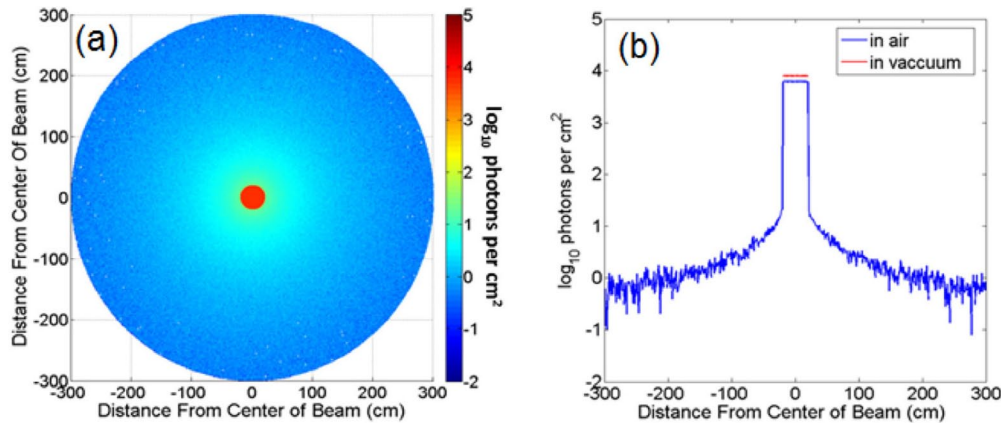 (a)
300
200
100
0
-100
-200
-300
Distance From Center Of Beam (cm)
-300 -200 -100 0 100 200 300
Distance From Center of Beam (cm)
5
4
3
2
1
0
-1
-2
log10 photons per cm2
(b)
in air
in vaccuum
5
4
3
2
1
0
-1
-2
log10 photons per cm2
-300 -200 -100 0 100 200 300
Distance From Center of Beam (cm)